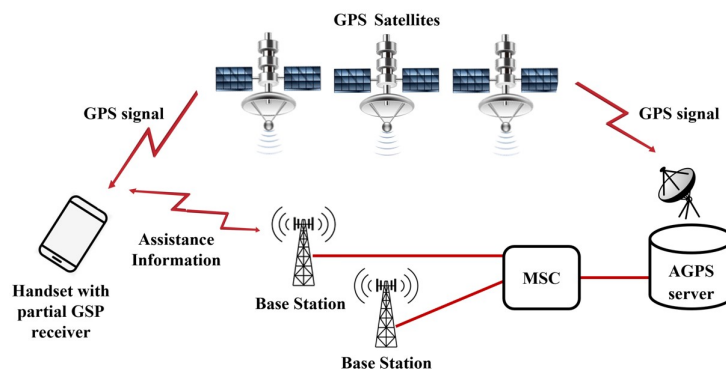 GPS Satellites
GPS signal
GPS signal
Assistance
Information
Handset with
partial GSP
receiver
Base Station
Base Station
MSC
AGPS
server